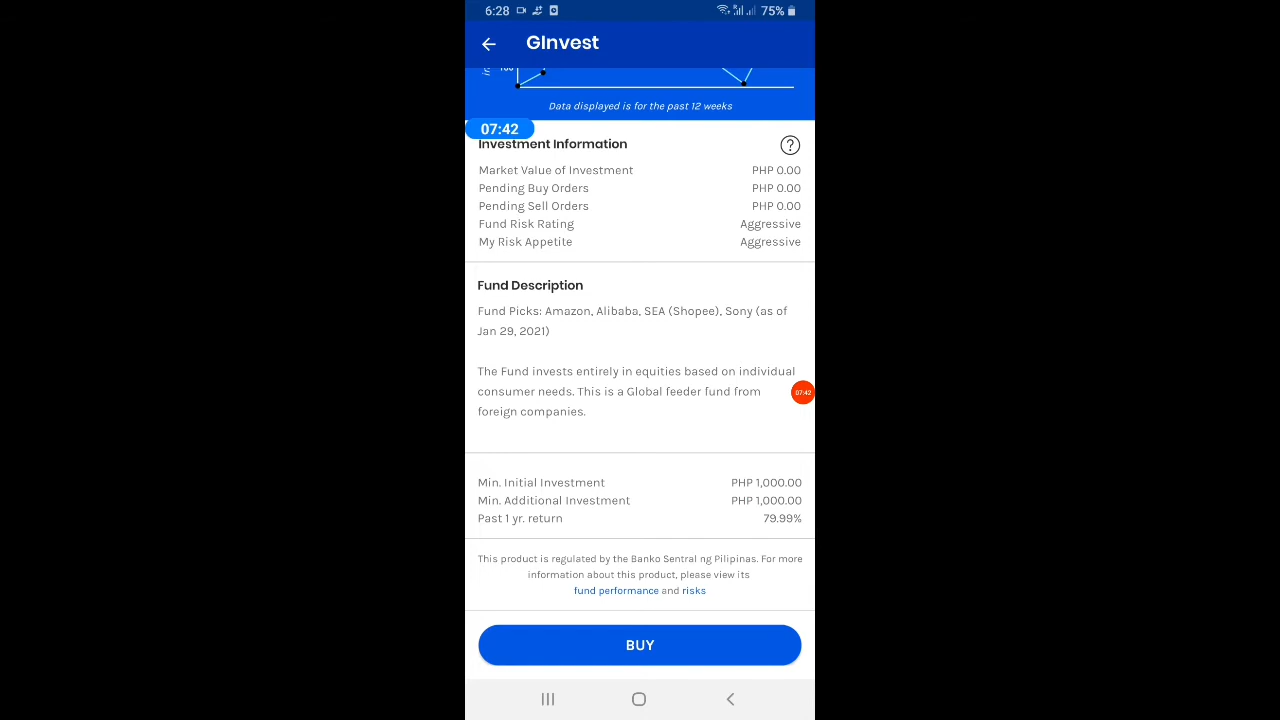 6:28 75%
GInvest
100
Data displayed is for the past 12 weeks
07:42
Investment Information ?
Market Value of Investment PHP 0.00
Pending Buy Orders PHP 0.00
Pending Sell Orders PHP 0.00
Fund Risk Rating Aggressive
My Risk Appetite Aggressive
Fund Description
Fund Picks: Amazon, Alibaba, SEA (Shopee), Sony (as of
Jan 29, 2021)
The Fund invests entirely in equities based on individual
consumer needs. This is a Global feeder fund from
07:42
foreign companies.
Min. Initial Investment PHP 1,000.00
Min. Additional Investment PHP 1,000.00
Past 1 yr. return 79.99%
This product is regulated by the Banko Sentral ng Pilipinas. For more
information about this product, please view its
fund performance and risks
BUY